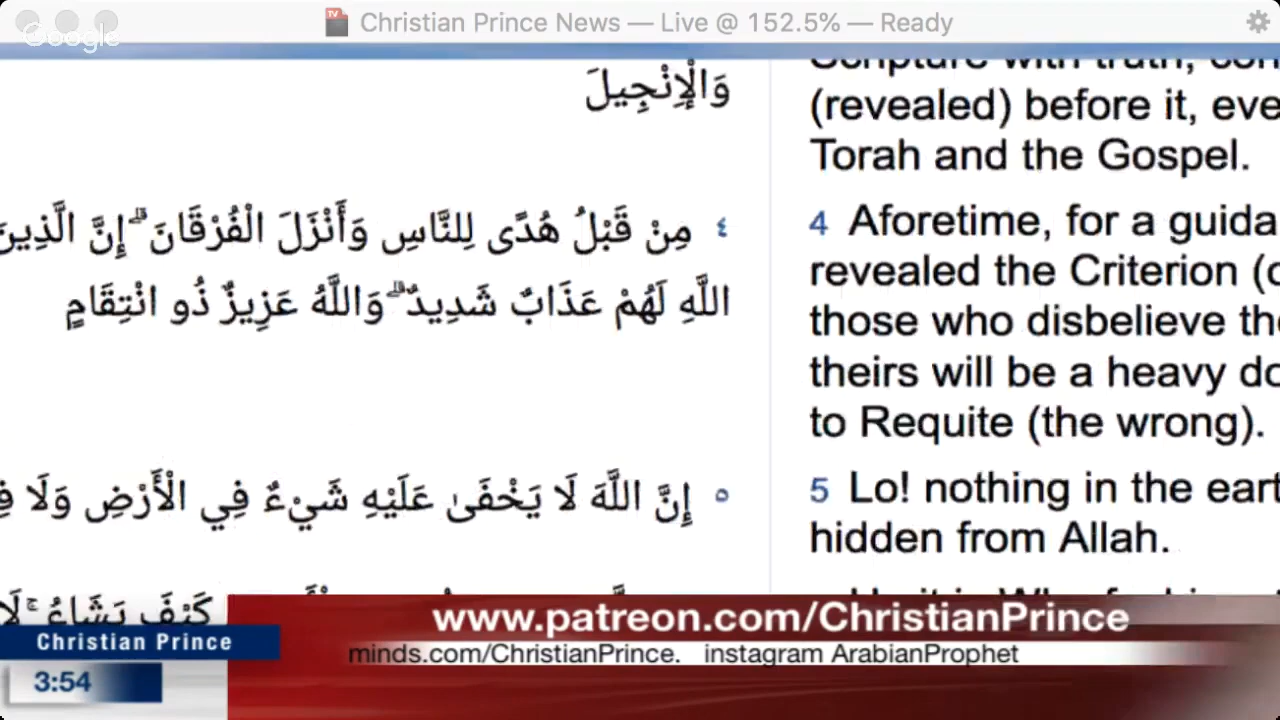 Christian Prince News — Live @ 152.5% — Ready
Google
وَالْإِنْجِيلَ
٤ مِنْ قَبْلُ هُدًى لِلنَّاسِ وَأَنْزَلَ الْفُرْقَانَ ۗ إِنَّ الَّذِينَ
اللَّهِ لَهُمْ عَذَابٌ شَدِيدٌ ۗ وَاللَّهُ عَزِيزٌ ذُو انْتِقَامٍ
٥ إِنَّ اللَّهَ لَا يَخْفَىٰ عَلَيْهِ شَيْءٌ فِي الْأَرْضِ وَلَا
كَيْفَ يَشَاءُ ۚ لَا
Scripture with truth,
(revealed) before it, eve
Torah and the Gospel.
4 Aforetime, for a guida
revealed the Criterion (o
those who disbelieve the
theirs will be a heavy do
to Requite (the wrong).
5 Lo! nothing in the eart
hidden from Allah.
www.patreon.com/ChristianPrince
Christian Prince
minds.com/ChristianPrince. instagram ArabianProphet
3:54